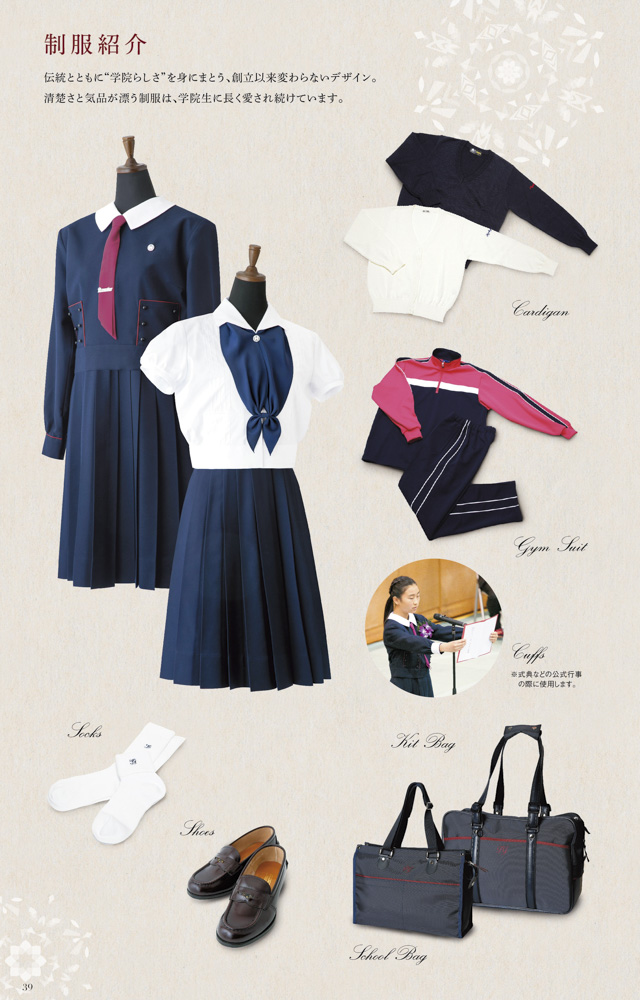 制服紹介
伝統とともに“学院らしさ”を身にまとう、創立以来変わらないデザイン。
清楚さと気品が漂う制服は、学院生に長く愛され続けています。
Cardigan
Gym Suit
Cuffs
※式典などの公式行事
の際に使用します。
Socks
Kit Bag
Shoes
School Bag
39